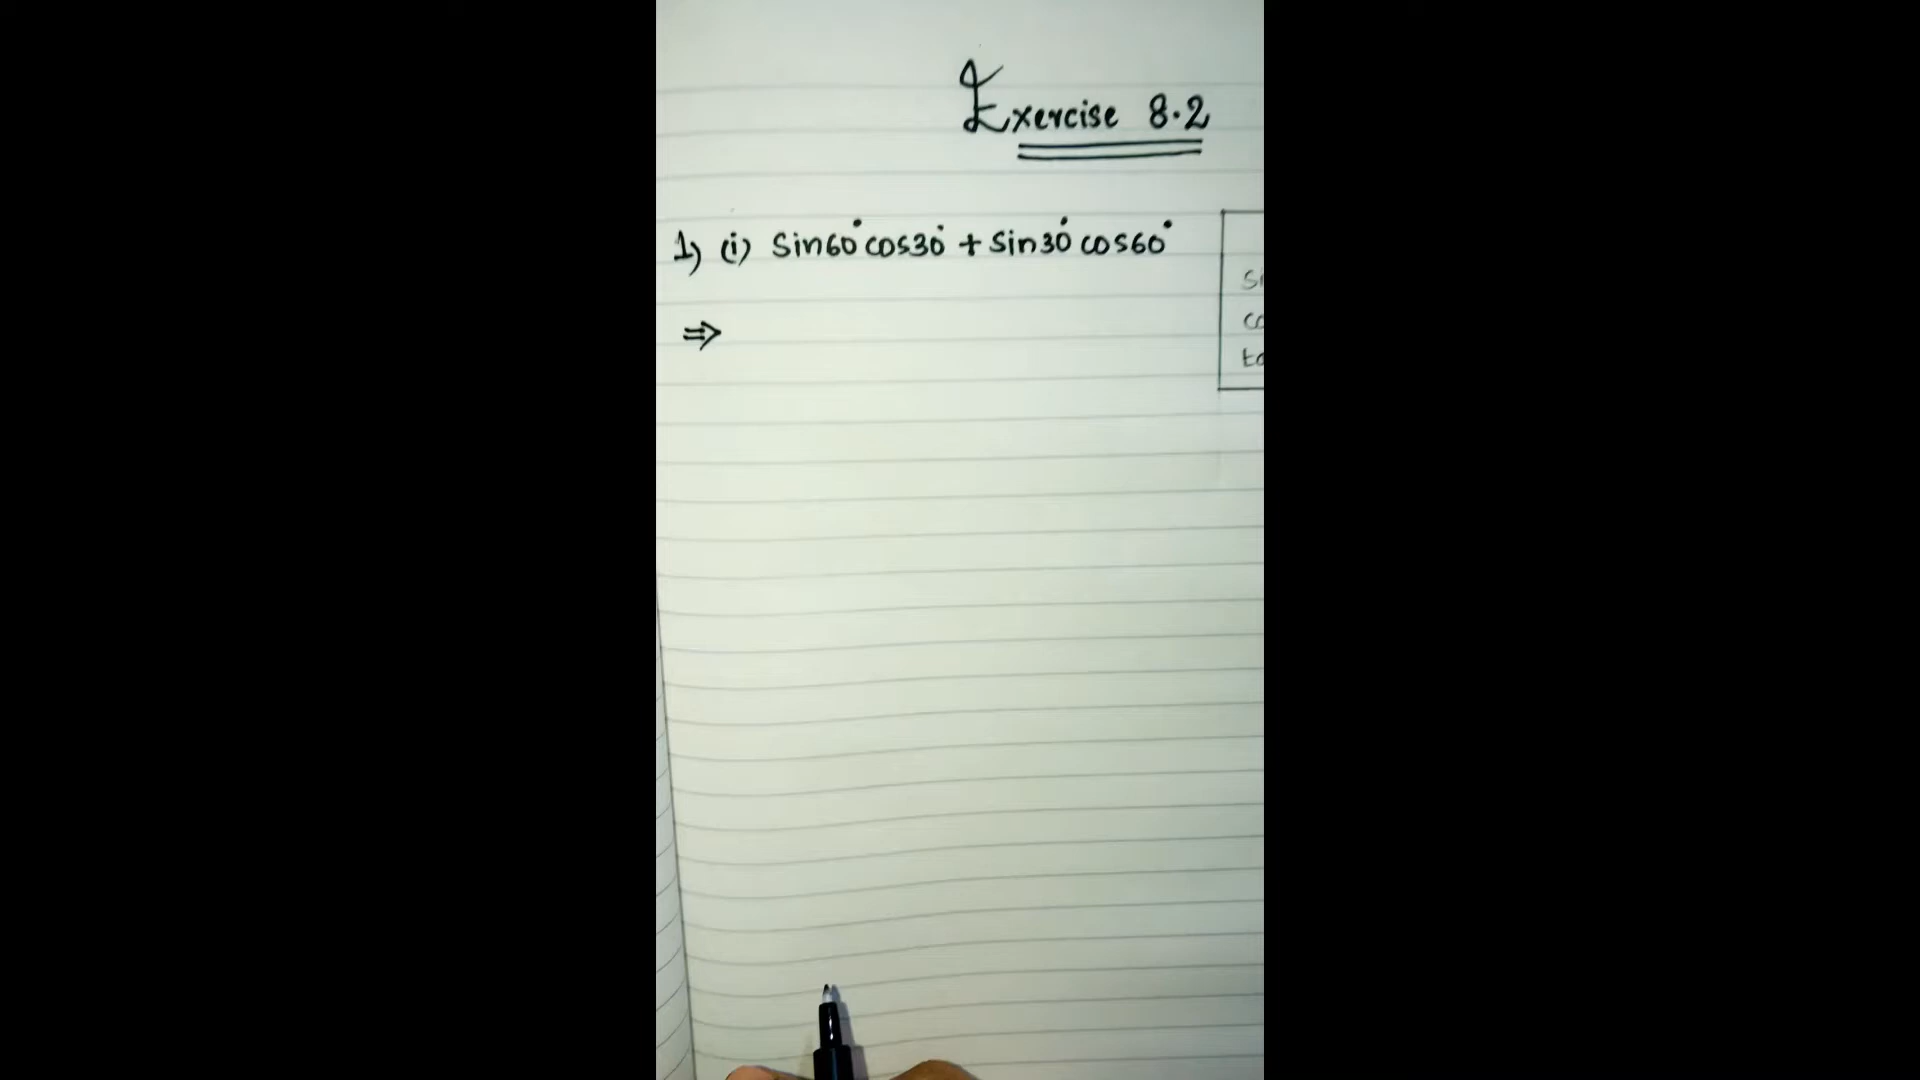 Exercise 8.2
1) (i) Sin60° cos30° + Sin30° cos60°
⇒